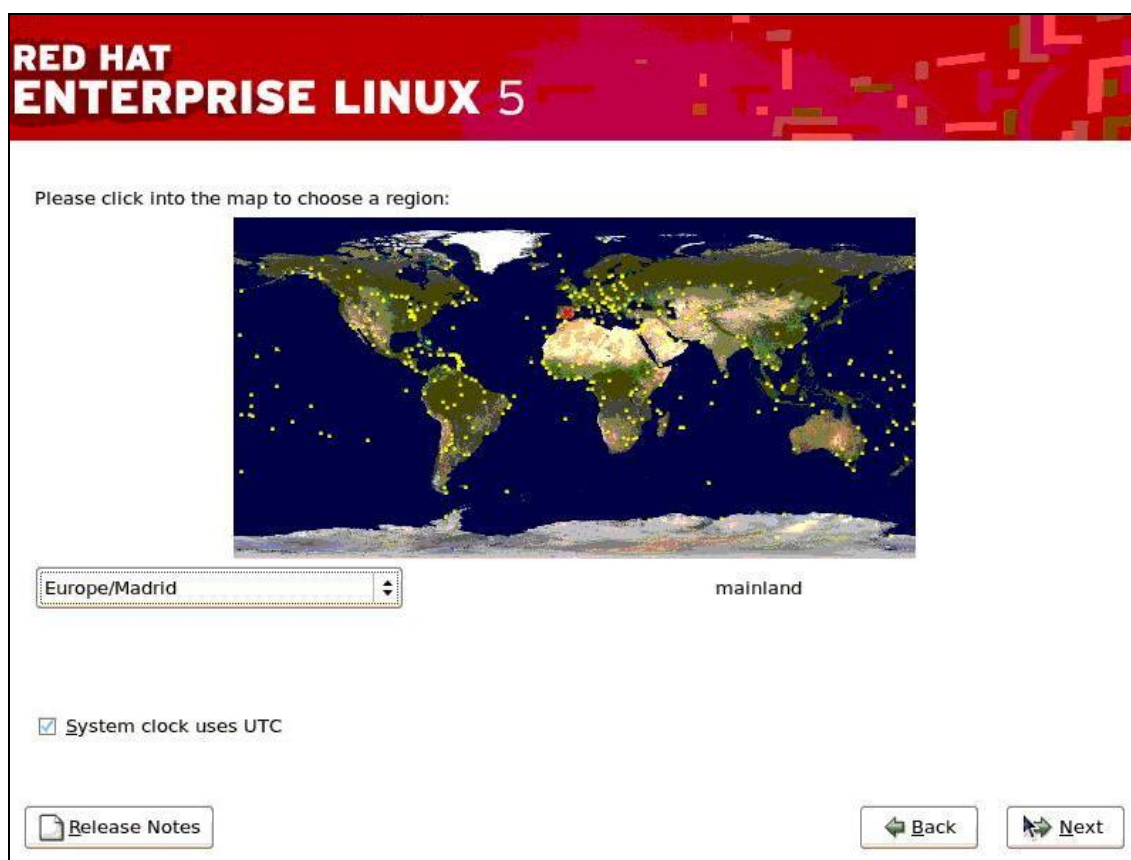 RED HAT
ENTERPRISE LINUX 5
Please click into the map to choose a region:
Europe/Madrid
mainland
System clock uses UTC
Release Notes
Back
Next